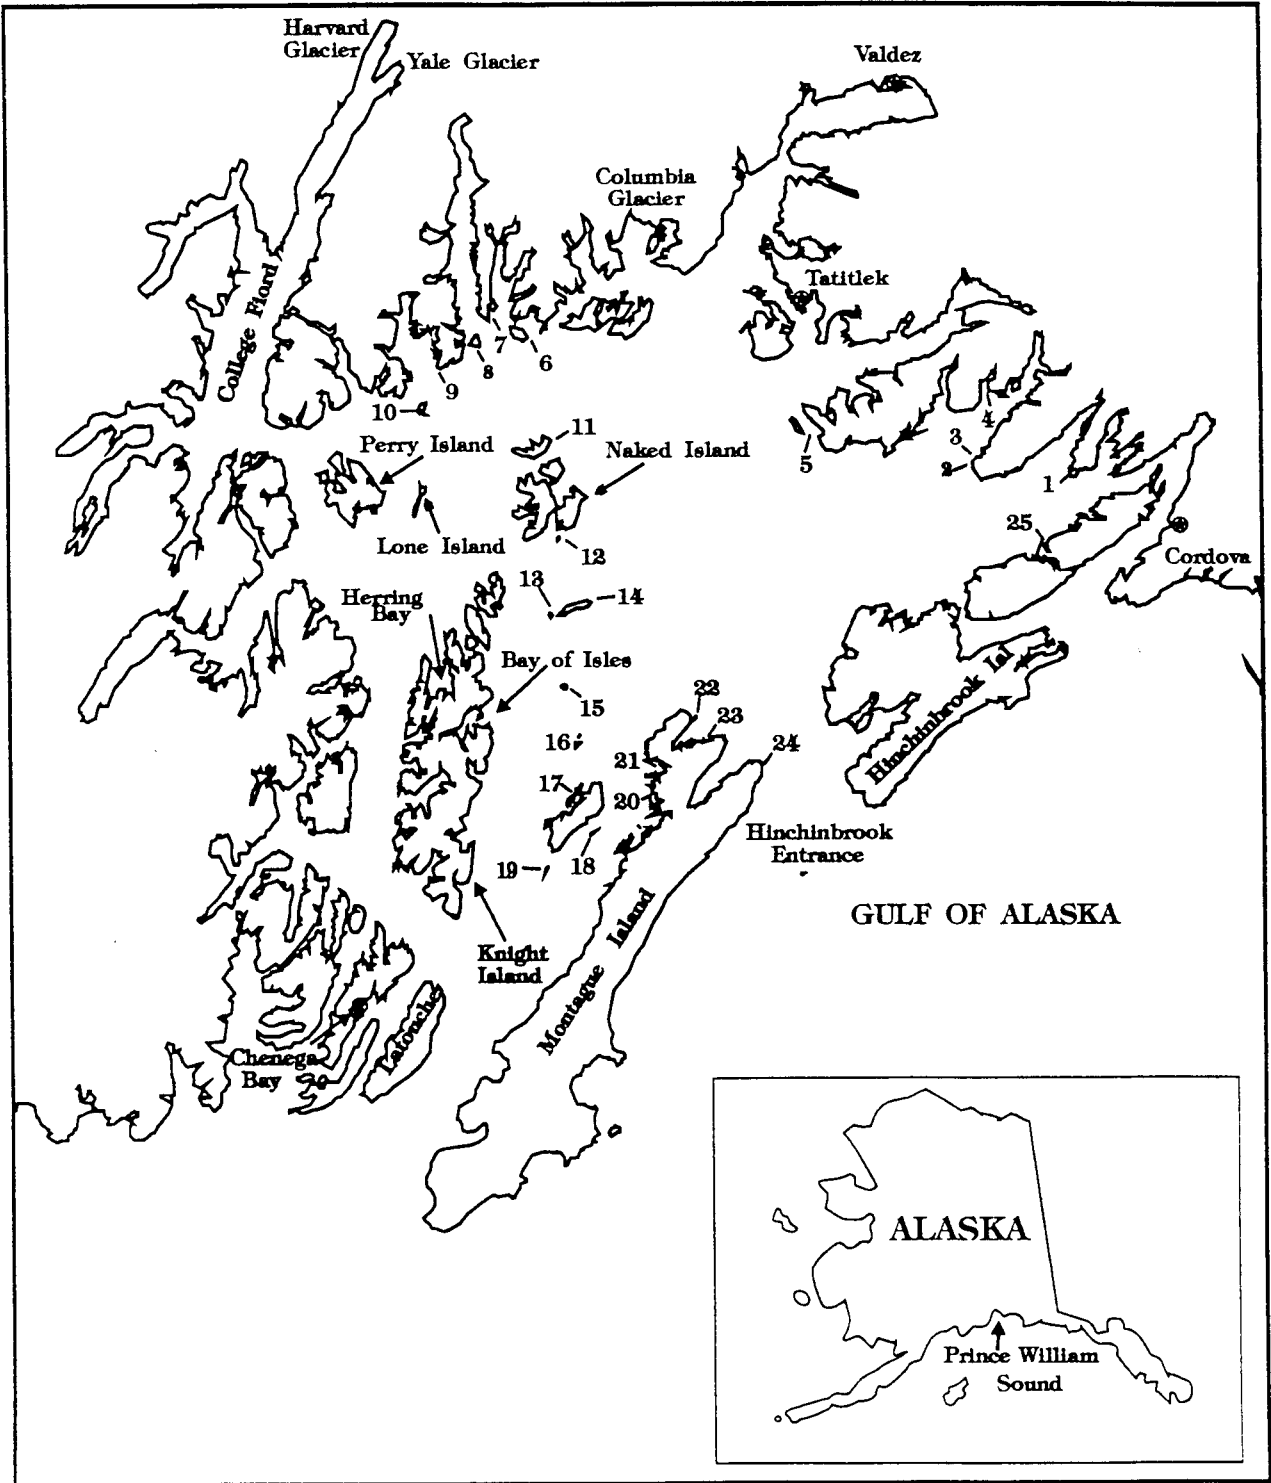 Harvard
Glacier
Yale Glacier
Valdez
Columbia
Glacier
College Fiord
Tatitlek
7
6
8
9
10
4
3
2
5
1
Perry Island
11
Naked Island
25
Lone Island
12
Cordova
13
14
Herring
Bay
Bay of Isles
15
22
23
16
24
21
17
20
Hinchinbrook Isl
Hinchinbrook
Entrance
18
19
GULF OF ALASKA
Knight
Island
Montague Island
Latouche
Chenega
Bay
ALASKA
Prince William
Sound